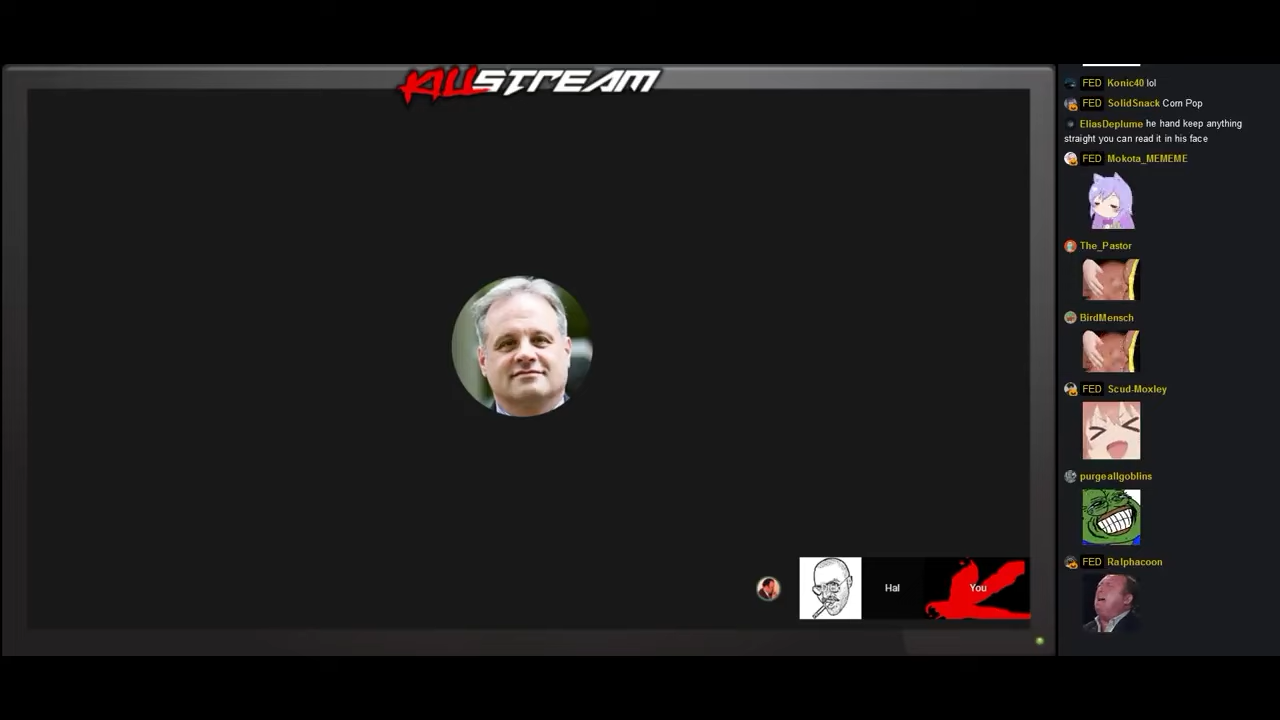 KILLSTREAM
FED Konic40 lol
FED SolidSnack Corn Pop
EliasDeplume he hand keep anything
straight you can read it in his face
FED Mokota_MEMEME
The_Pastor
BirdMensch
FED Scud-Moxley
purgeallgoblins
FED Ralphacoon
Hal
You